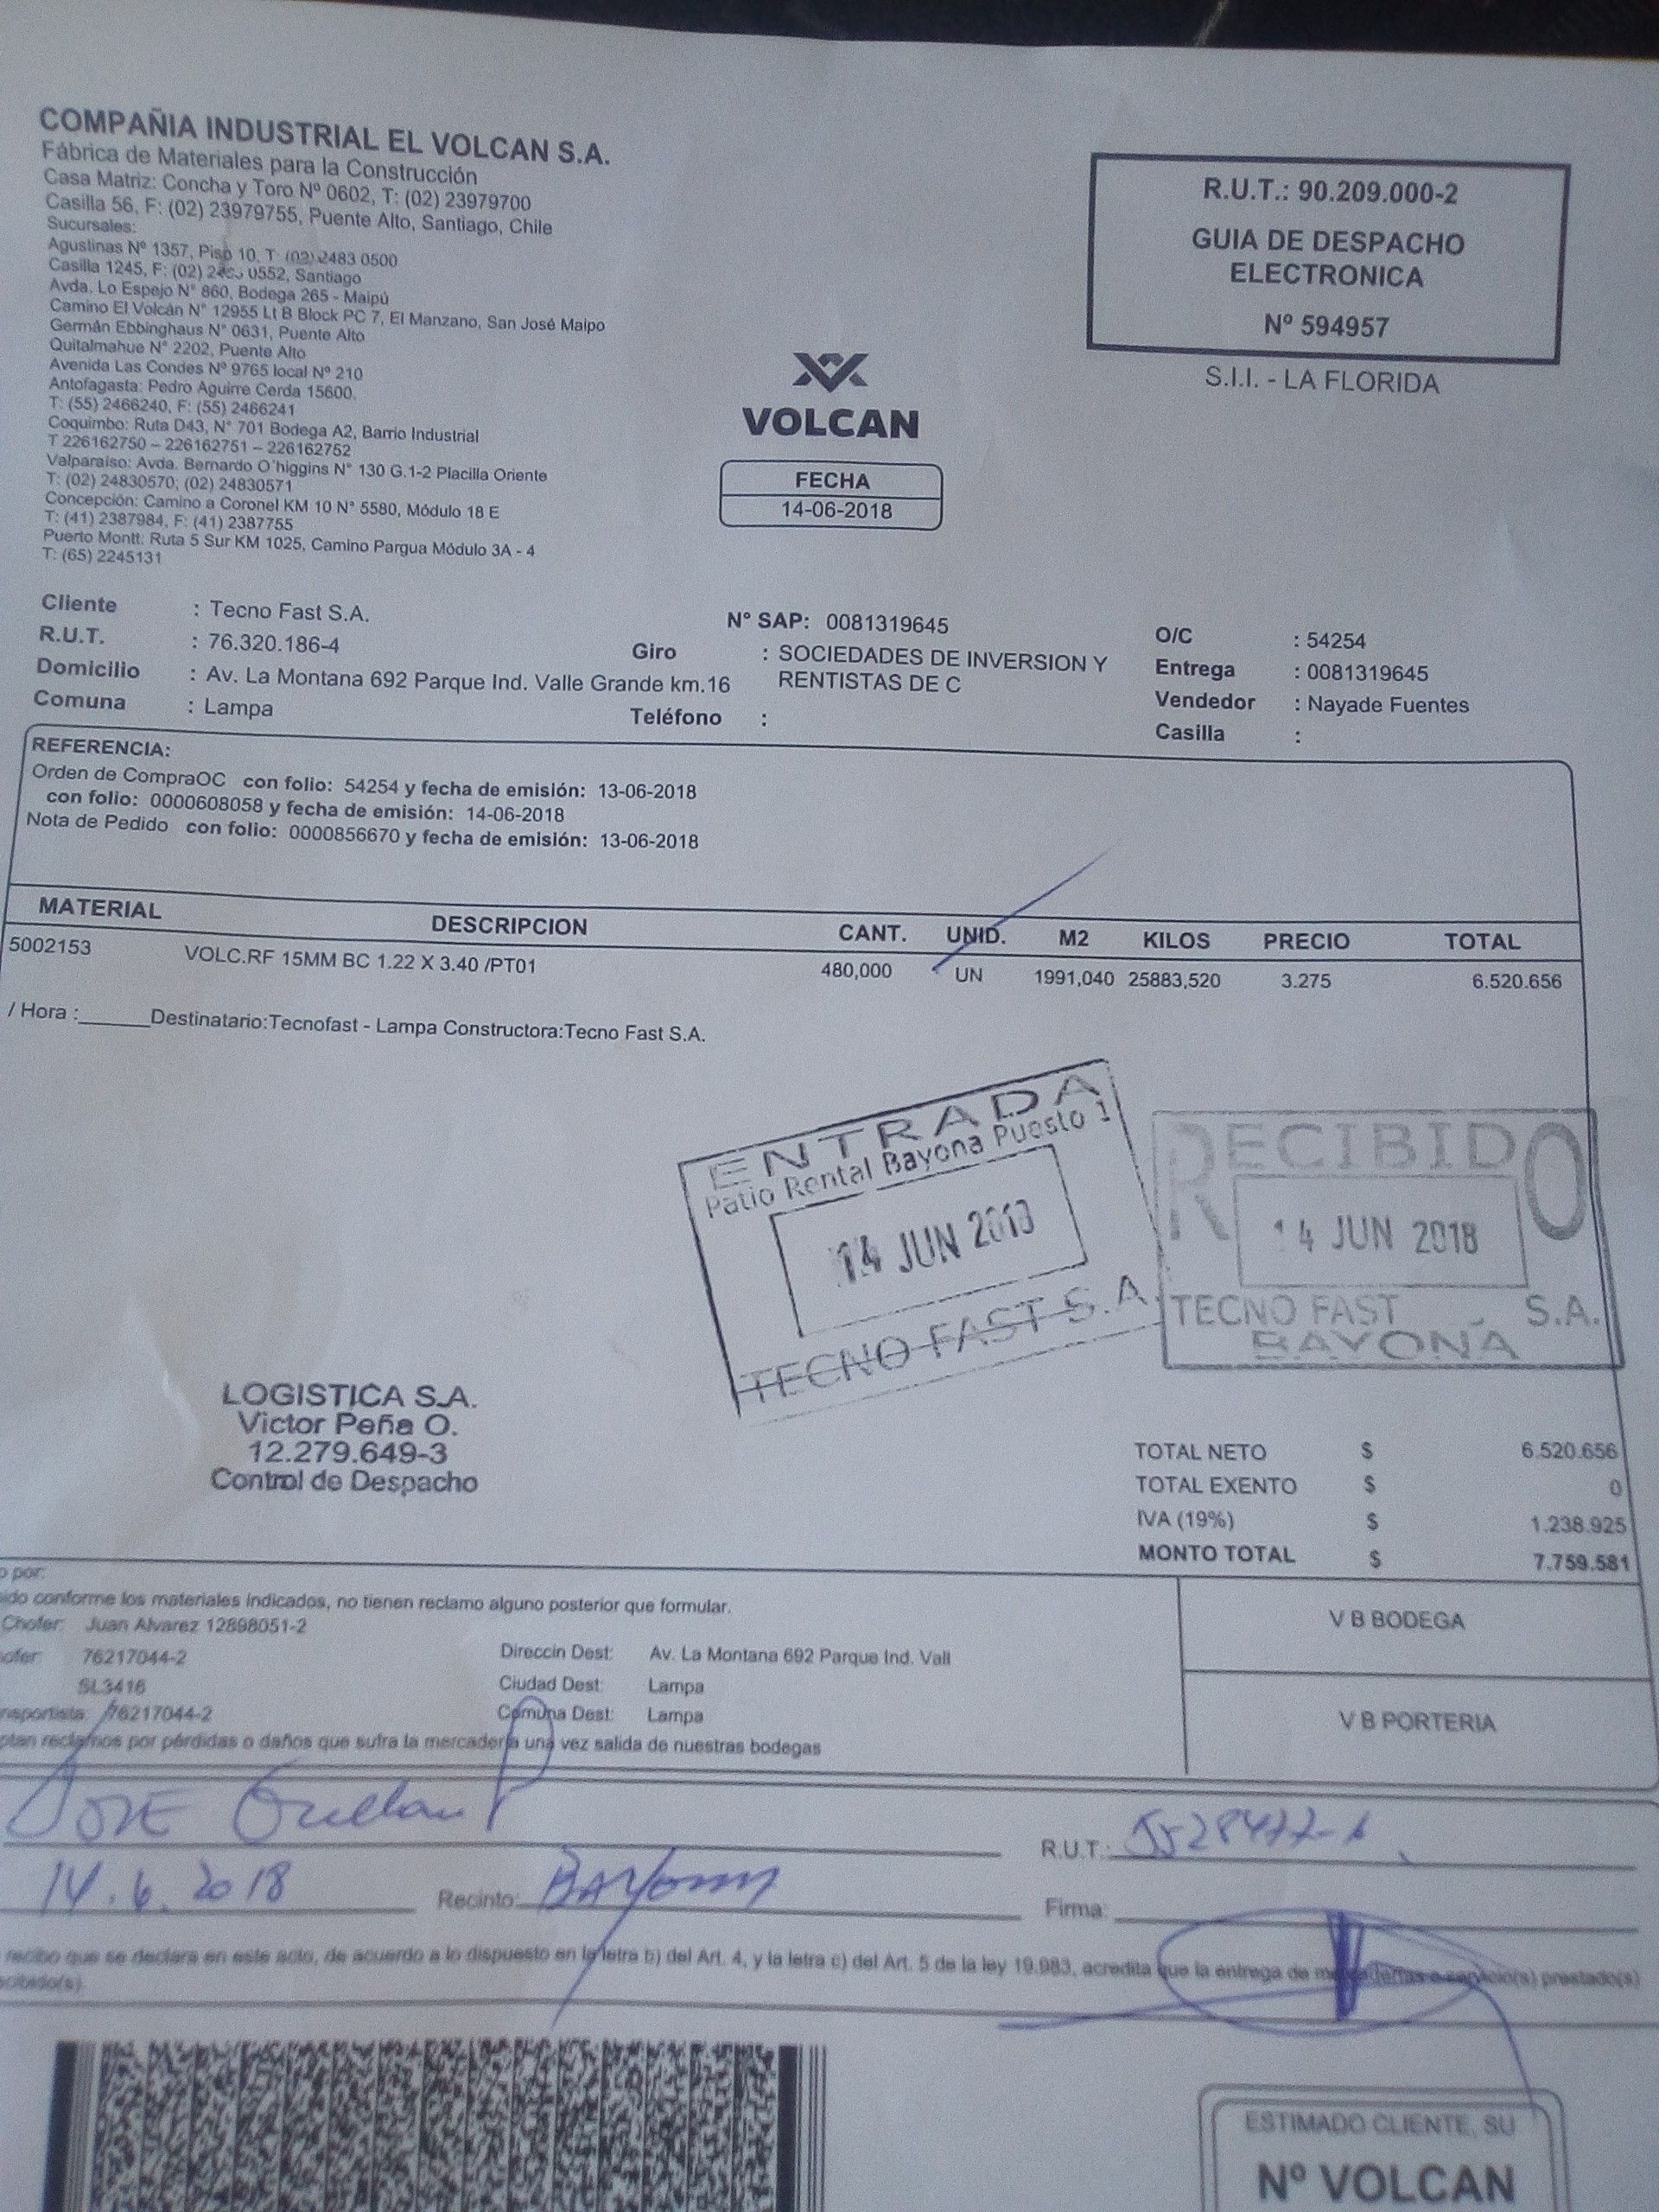 COMPAÑIA INDUSTRIAL EL VOLCAN S.A.
Fábrica de Materiales para la Construcción
Casa Matriz: Concha y Toro Nº 0602, T: (02) 23979700
Casilla 56, F: (02) 23979755, Puente Alto, Santiago, Chile
Sucursales:
Agustinas Nº 1357, Piso 10, T: (02) 2483 0500
Casilla 1245, F: (02) 2483 0552, Santiago
Avda. Lo Espejo N° 860, Bodega 265 - Maipú
Camino El Volcán N° 12955 Lt B Block PC 7, El Manzano, San José Maipo
Germán Ebbinghaus N° 0631, Puente Alto
Quitalmahue N° 2202, Puente Alto
Avenida Las Condes Nº 9765 local Nº 210
Antofagasta: Pedro Aguirre Cerda 15600.
T: (55) 2466240, F: (55) 2466241
Coquimbo: Ruta D43, N° 701 Bodega A2, Barrio Industrial
T 226162750 – 226162751 – 226162752
Valparaíso: Avda. Bernardo O´higgins N° 130 G.1-2 Placilla Oriente
T: (02) 24830570; (02) 24830571
Concepción: Camino a Coronel KM 10 N° 5580, Módulo 18 E
T: (41) 2387984, F: (41) 2387755
Puerto Montt: Ruta 5 Sur KM 1025, Camino Pargua Módulo 3A - 4
T: (65) 2245131
VOLCAN
FECHA
14-06-2018
R.U.T.: 90.209.000-2
GUIA DE DESPACHO
ELECTRONICA
Nº 594957
S.I.I. - LA FLORIDA
Cliente : Tecno Fast S.A. N° SAP: 0081319645 O/C : 54254
R.U.T. : 76.320.186-4 Giro : SOCIEDADES DE INVERSION Y RENTISTAS DE C Entrega : 0081319645
Domicilio : Av. La Montana 692 Parque Ind. Valle Grande km.16 Vendedor : Nayade Fuentes
Comuna : Lampa Teléfono : Casilla :
REFERENCIA:
Orden de CompraOC con folio: 54254 y fecha de emisión: 13-06-2018
con folio: 0000608058 y fecha de emisión: 14-06-2018
Nota de Pedido con folio: 0000856670 y fecha de emisión: 13-06-2018
MATERIAL DESCRIPCION CANT. UNID. M2 KILOS PRECIO TOTAL
5002153 VOLC.RF 15MM BC 1.22 X 3.40 /PT01 480,000 UN 1991,040 25883,520 3.275 6.520.656
/ Hora :______Destinatario:Tecnofast - Lampa Constructora:Tecno Fast S.A.
ENTRADA
Patio Rental Bayona Puesto 1
14 JUN 2018
TECNO FAST S.A.
RECIBIDO
14 JUN 2018
TECNO FAST S.A.
BAYONA
LOGISTICA S.A.
Victor Peña O.
12.279.649-3
Control de Despacho
TOTAL NETO $ 6.520.656
TOTAL EXENTO $ 0
IVA (19%) $ 1.238.925
MONTO TOTAL $ 7.759.581
o por:
ido conforme los materiales indicados, no tienen reclamo alguno posterior que formular.
Chofer: Juan Alvarez 12898051-2
ofer: 76217044-2 Direccin Dest: Av. La Montana 692 Parque Ind. Vall
SL3416 Ciudad Dest: Lampa
nsportista: 76217044-2 Comuna Dest: Lampa
ptan reclamos por pérdidas o daños que sufra la mercadería una vez salida de nuestras bodegas
V B BODEGA
V B PORTERIA
JOSE
R.U.T.:
14.6.2018 Recinto: BAYONA Firma:
recibo que se declara en este acto, de acuerdo a lo dispuesto en la letra b) del Art. 4, y la letra c) del Art. 5 de la ley 19.983, acredita que la entrega de mercaderías o servicio(s) prestado(s)
cibido(s).
ESTIMADO CLIENTE, SU
Nº VOLCAN